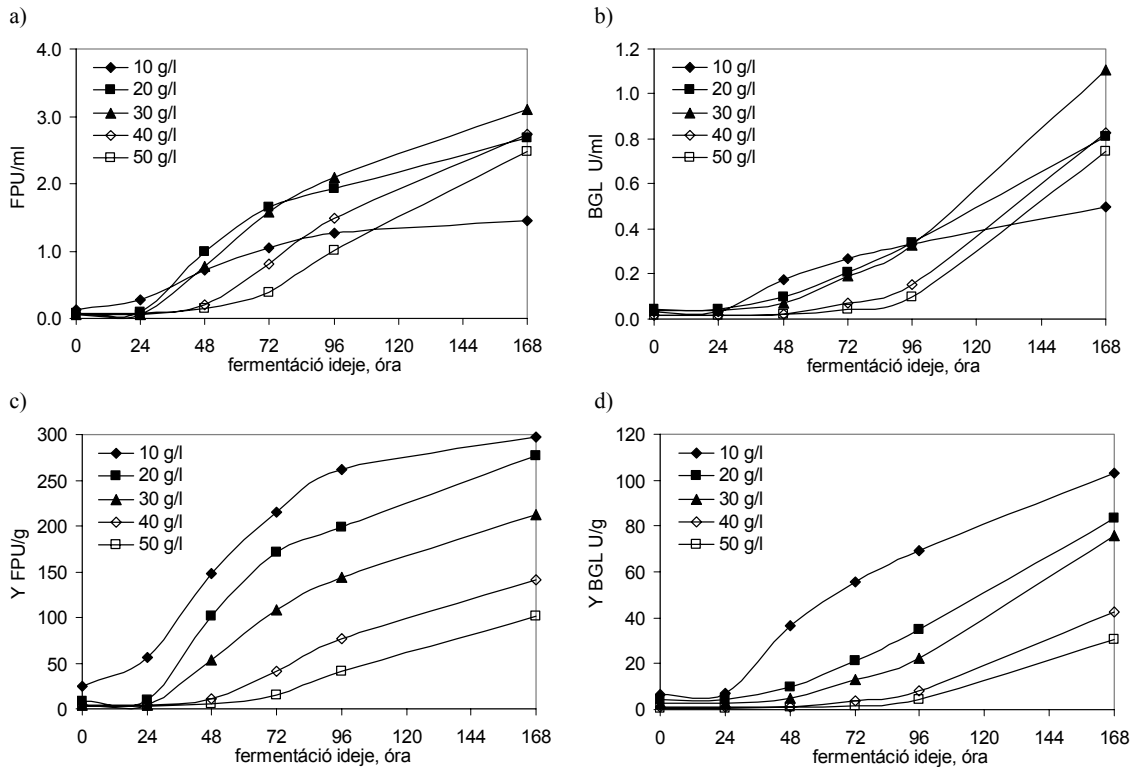 a)
4.0
3.0
2.0
1.0
0.0
FPU/ml
10 g/l
20 g/l
30 g/l
40 g/l
50 g/l
0 24 48 72 96 120 144 168
fermentáció ideje, óra
b)
1.2
1.0
0.8
0.6
0.4
0.2
0.0
BGL U/ml
10 g/l
20 g/l
30 g/l
40 g/l
50 g/l
0 24 48 72 96 120 144 168
fermentáció ideje, óra
c)
300
250
200
150
100
50
0
Y FPU/g
10 g/l
20 g/l
30 g/l
40 g/l
50 g/l
0 24 48 72 96 120 144 168
fermentáció ideje, óra
d)
120
100
80
60
40
20
0
Y BGL U/g
10 g/l
20 g/l
30 g/l
40 g/l
50 g/l
0 24 48 72 96 120 144 168
fermentáció ideje, óra